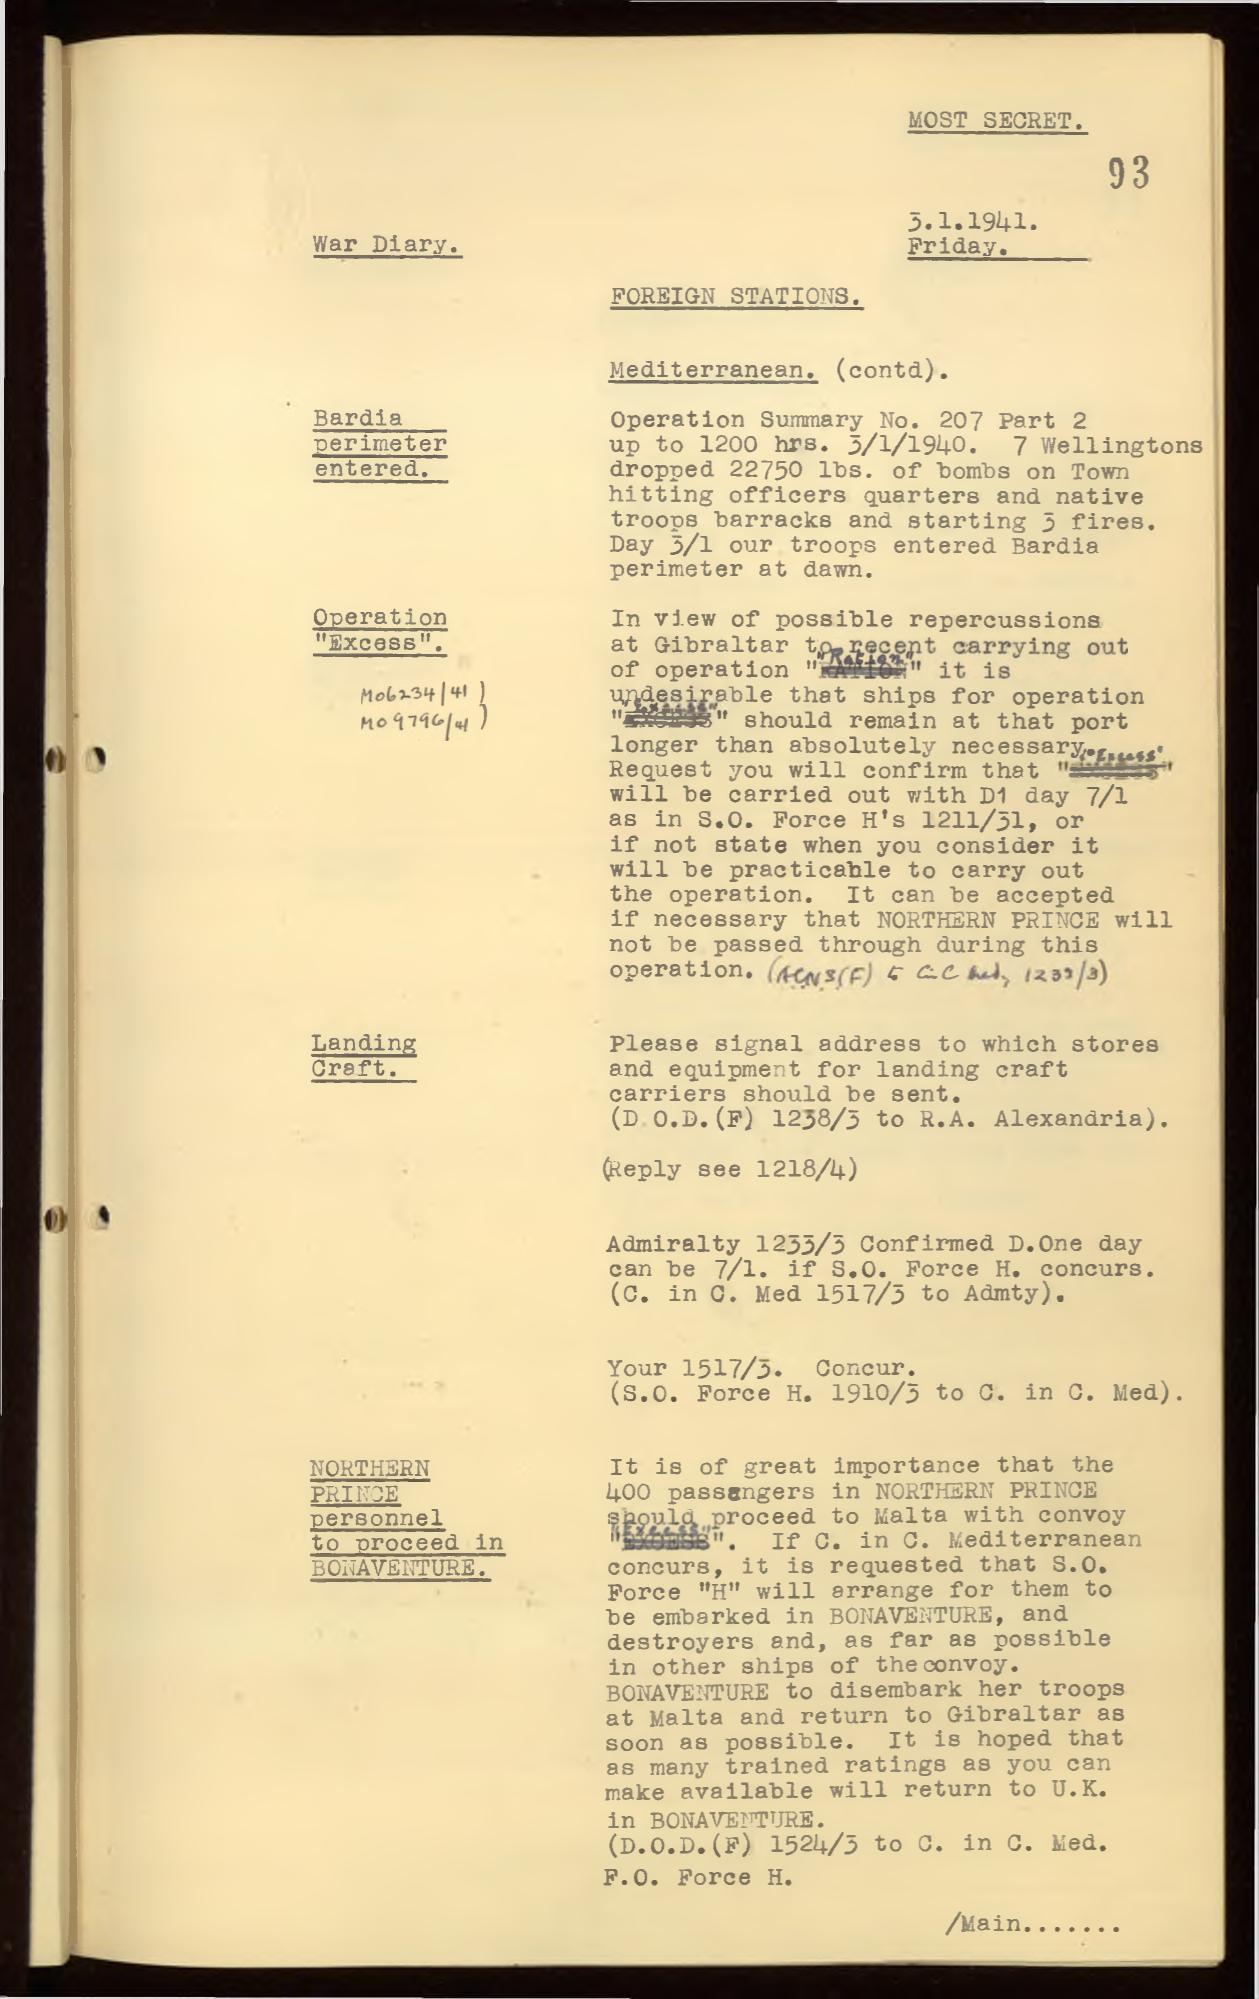 MOST SECRET.
93
3.1.1941.
Friday.
War Diary.
FOREIGN STATIONS.
Mediterranean. (contd).
Bardia
perimeter
entered.
Operation Summary No. 207 Part 2
up to 1200 hrs. 3/1/1940. 7 Wellingtons
dropped 22750 lbs. of bombs on Town
hitting officers quarters and native
troops barracks and starting 3 fires.
Day 3/1 our troops entered Bardia
perimeter at dawn.
Operation
"Excess".
M06234/41 )
M09796/41 )
In view of possible repercussions
at Gibraltar to recent carrying out
of operation "Ration" it is
undesirable that ships for operation
"Excess" should remain at that port
longer than absolutely necessary.
Request you will confirm that "Excess"
will be carried out with D1 day 7/1
as in S.O. Force H's 1211/31, or
if not state when you consider it
will be practicable to carry out
the operation. It can be accepted
if necessary that NORTHERN PRINCE will
not be passed through during this
operation. (ACNS(F) to C in C Med, 1233/3)
Landing
Craft.
Please signal address to which stores
and equipment for landing craft
carriers should be sent.
(D.O.D.(F) 1238/3 to R.A. Alexandria).
(Reply see 1218/4)
Admiralty 1233/3 Confirmed D.One day
can be 7/1. if S.O. Force H. concurs.
(C. in C. Med 1517/3 to Admty).
Your 1517/3. Concur.
(S.O. Force H. 1910/3 to C. in C. Med).
NORTHERN
PRINCE
personnel
to proceed in
BONAVENTURE.
It is of great importance that the
400 passengers in NORTHERN PRINCE
should proceed to Malta with convoy
"Excess". If C. in C. Mediterranean
concurs, it is requested that S.O.
Force "H" will arrange for them to
be embarked in BONAVENTURE, and
destroyers and, as far as possible
in other ships of the convoy.
BONAVENTURE to disembark her troops
at Malta and return to Gibraltar as
soon as possible. It is hoped that
as many trained ratings as you can
make available will return to U.K.
in BONAVENTURE.
(D.O.D.(F) 1524/3 to C. in C. Med.
F.O. Force H.
/Main.......